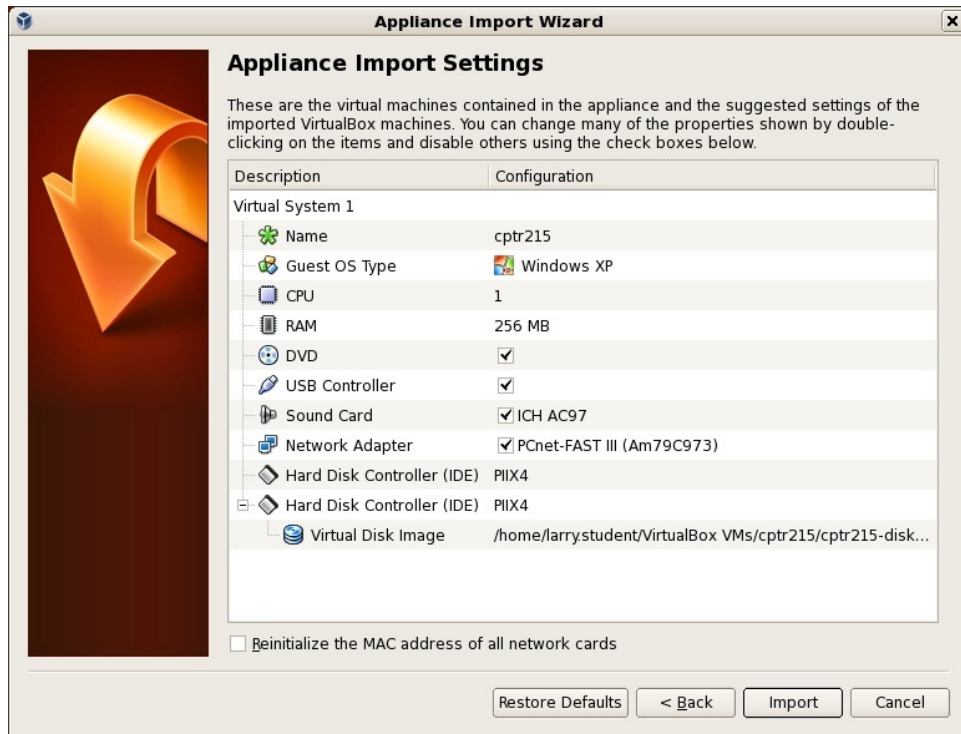 Appliance Import Wizard
Appliance Import Settings
These are the virtual machines contained in the appliance and the suggested settings of the
imported VirtualBox machines. You can change many of the properties shown by double-
clicking on the items and disable others using the check boxes below.
Description Configuration
Virtual System 1
Name cptr215
Guest OS Type Windows XP
CPU 1
RAM 256 MB
DVD
USB Controller
Sound Card ICH AC97
Network Adapter PCnet-FAST III (Am79C973)
Hard Disk Controller (IDE) PIIX4
Hard Disk Controller (IDE) PIIX4
Virtual Disk Image /home/larry.student/VirtualBox VMs/cptr215/cptr215-disk...
Reinitialize the MAC address of all network cards
Restore Defaults < Back Import Cancel